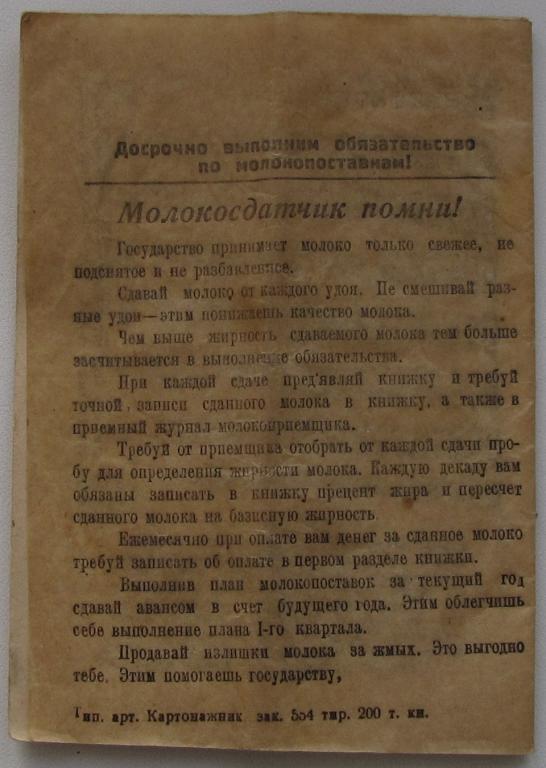 Досрочно выполним обязательство
по молокопоставкам!
Молокосдатчик помни!
Государство принимает молоко только свежее, не
подснятое и не разбавленное.
Сдавай молоко от каждого удоя. Не смешивай раз-
ные удои—этим понижаешь качество молока.
Чем выше жирность сдаваемого молока тем больше
засчитывается в выполнение обязательства.
При каждой сдаче пред'являй книжку и требуй
точной записи сданного молока в книжку, а также в
приемный журнал молокоприемщика.
Требуй от приемщика отобрать от каждой сдачи про-
бу для определения жирности молока. Каждую декаду вам
обязаны записать в книжку процент жира и пересчет
сданного молока на базисную жирность.
Ежемесячно при оплате вам денег за сданное молоко
требуй записать об оплате в первом разделе книжки.
Выполнив план молокопоставок за текущий год
сдавай авансом в счет будущего года. Этим облегчишь
себе выполнение плана I-го квартала.
Продавай излишки молока за жмых. Это выгодно
тебе. Этим помогаешь государству,
Тип. арт. Картонажник зак. 554 тир. 200 т. кн.